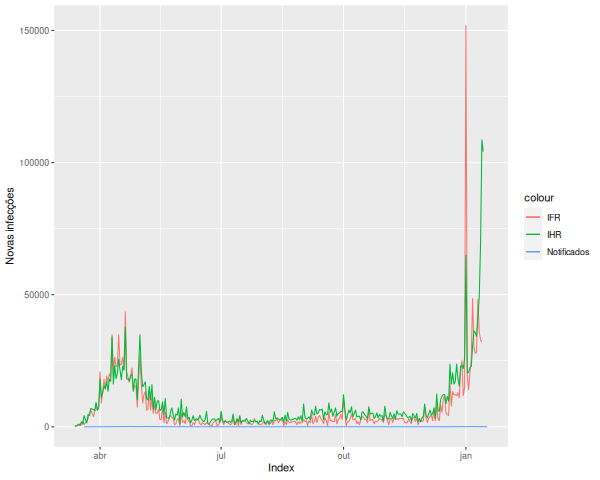 150000
100000
50000
0
Novas infecções
abr
jul
out
jan
Index
colour
IFR
IHR
Notificados